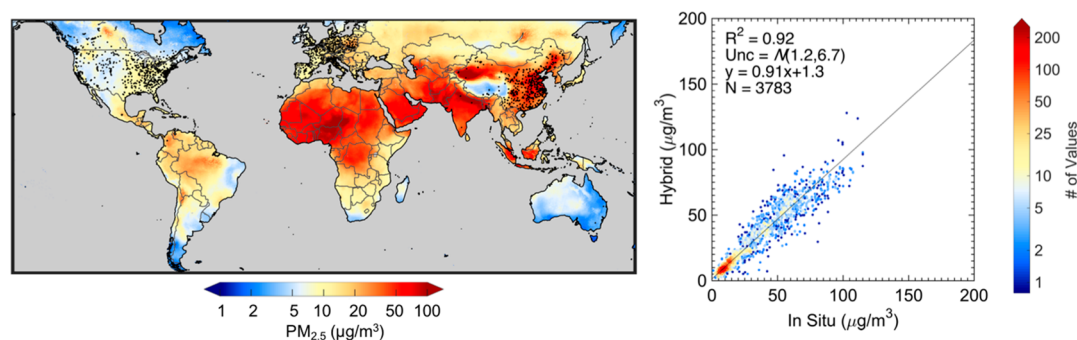 1 2 5 10 20 50 100
PM2.5 (µg/m³)
R² = 0.92
Unc = N(1.2,6.7)
y = 0.91x+1.3
N = 3783
200
150
100
50
0
Hybrid (µg/m³)
0 50 100 150 200
In Situ (µg/m³)
200
100
50
25
10
5
2
1
# of Values